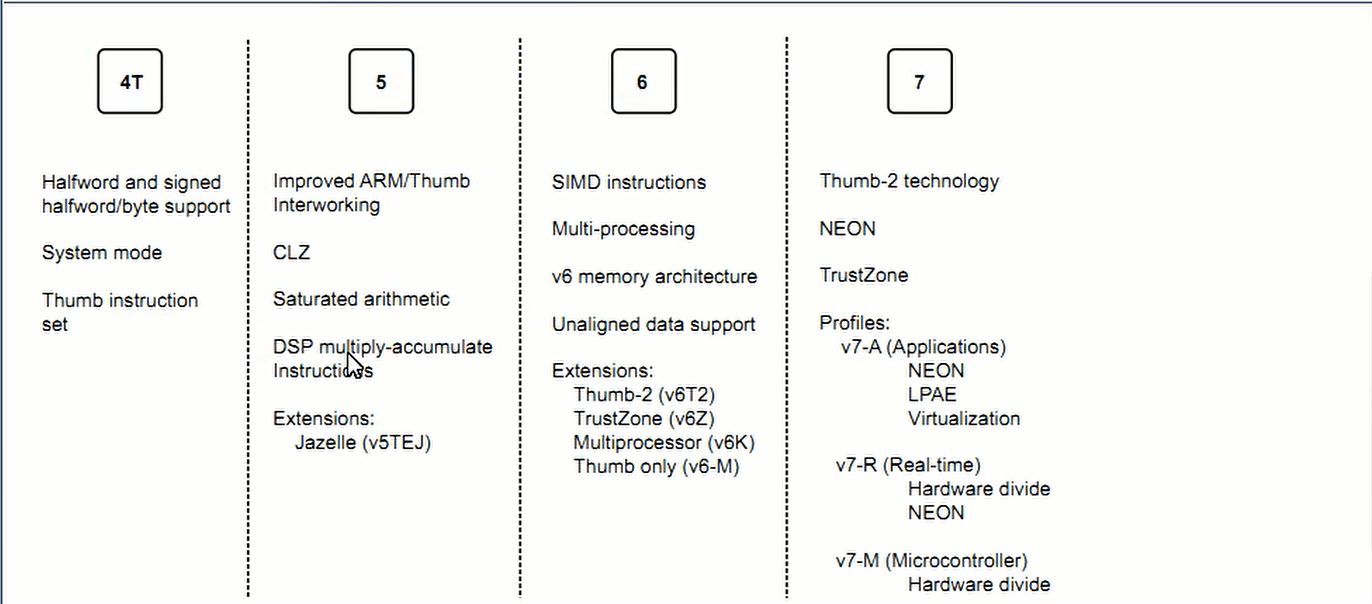 4T
Halfword and signed
halfword/byte support
System mode
Thumb instruction
set
5
Improved ARM/Thumb
Interworking
CLZ
Saturated arithmetic
DSP multiply-accumulate
Instructions
Extensions:
Jazelle (v5TEJ)
6
SIMD instructions
Multi-processing
v6 memory architecture
Unaligned data support
Extensions:
Thumb-2 (v6T2)
TrustZone (v6Z)
Multiprocessor (v6K)
Thumb only (v6-M)
7
Thumb-2 technology
NEON
TrustZone
Profiles:
v7-A (Applications)
NEON
LPAE
Virtualization
v7-R (Real-time)
Hardware divide
NEON
v7-M (Microcontroller)
Hardware divide